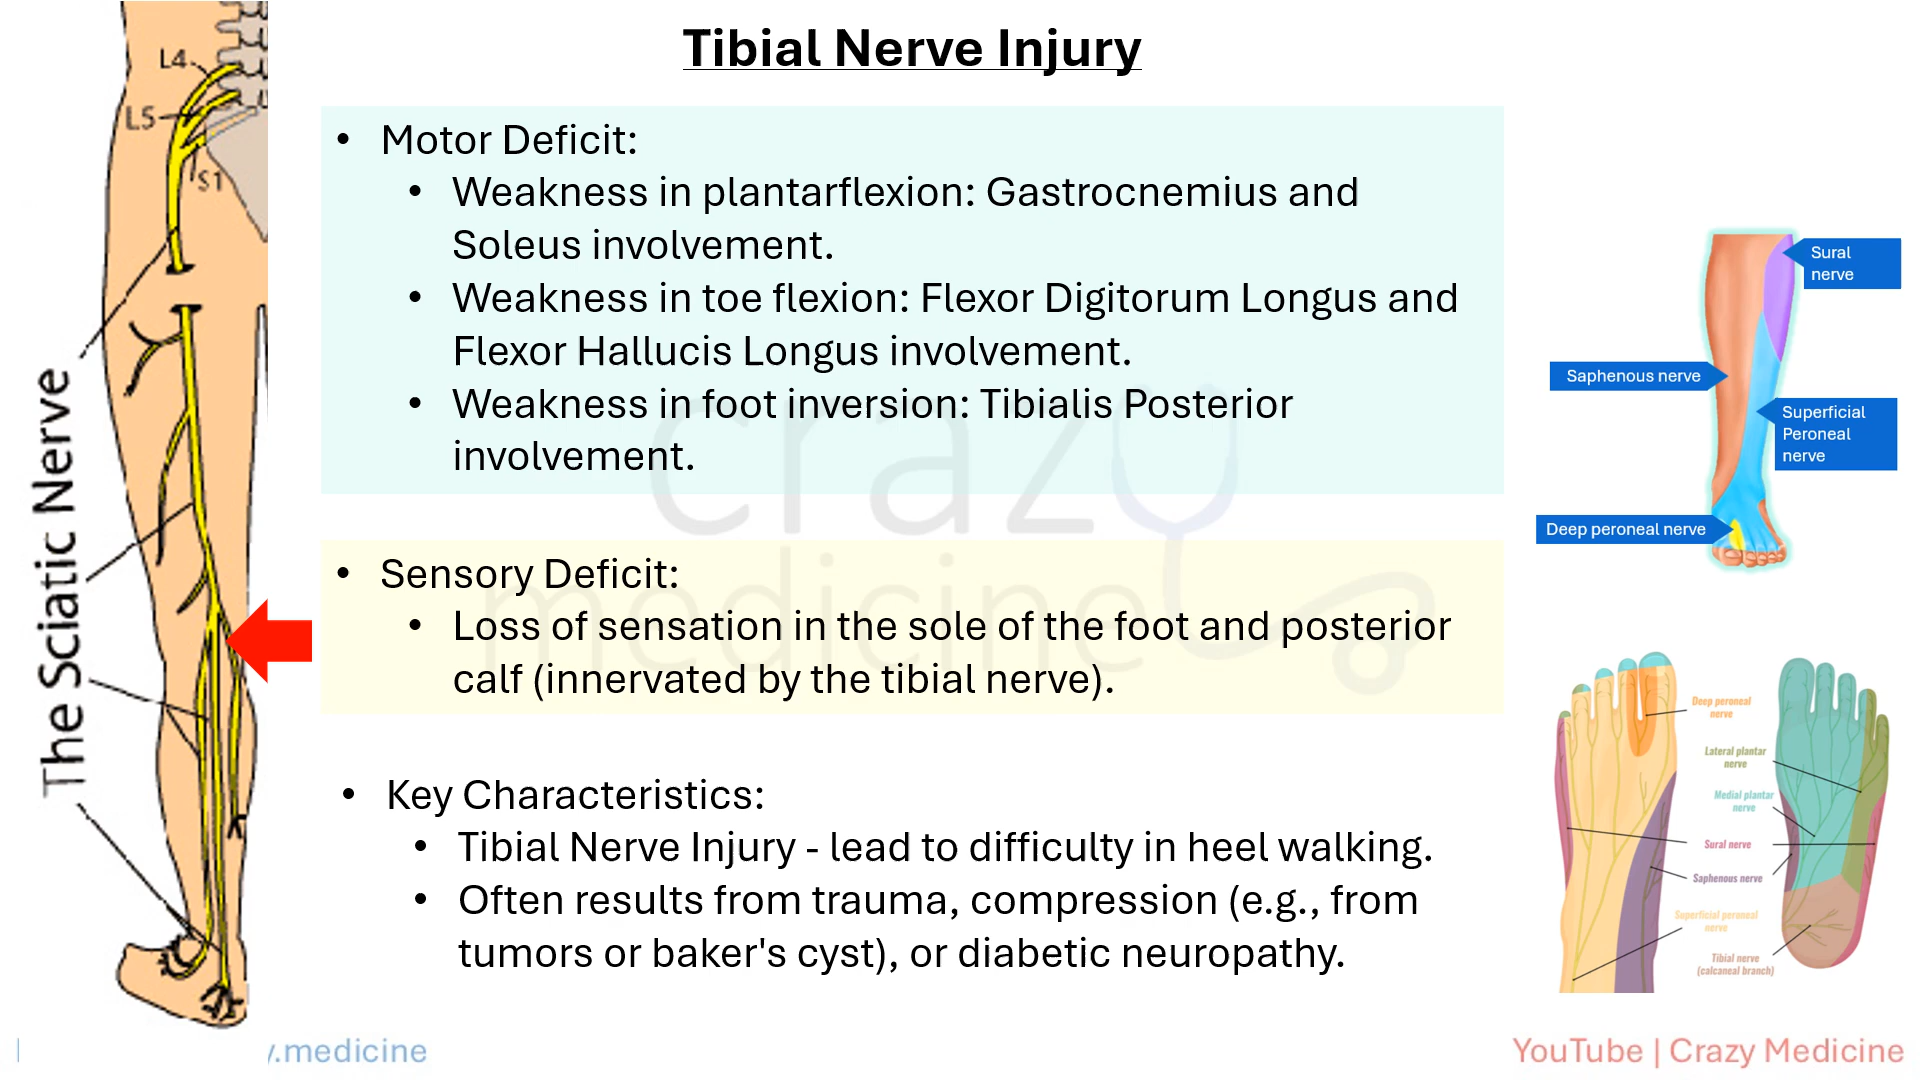 Tibial Nerve Injury
L4
L5
S1
The Sciatic Nerve
• Motor Deficit:
• Weakness in plantarflexion: Gastrocnemius and
Soleus involvement.
• Weakness in toe flexion: Flexor Digitorum Longus and
Flexor Hallucis Longus involvement.
• Weakness in foot inversion: Tibialis Posterior
involvement.
• Sensory Deficit:
• Loss of sensation in the sole of the foot and posterior
calf (innervated by the tibial nerve).
• Key Characteristics:
• Tibial Nerve Injury - lead to difficulty in heel walking.
• Often results from trauma, compression (e.g., from
tumors or baker's cyst), or diabetic neuropathy.
crazy
medicine
Sural
nerve
Saphenous nerve
Superficial
Peroneal
nerve
Deep peroneal nerve
Deep peroneal
nerve
Lateral plantar
nerve
Medial plantar
nerve
Sural nerve
Saphenous nerve
Superficial peroneal
nerve
Tibial nerve
(calcaneal branch)
y.medicine
YouTube | Crazy Medicine